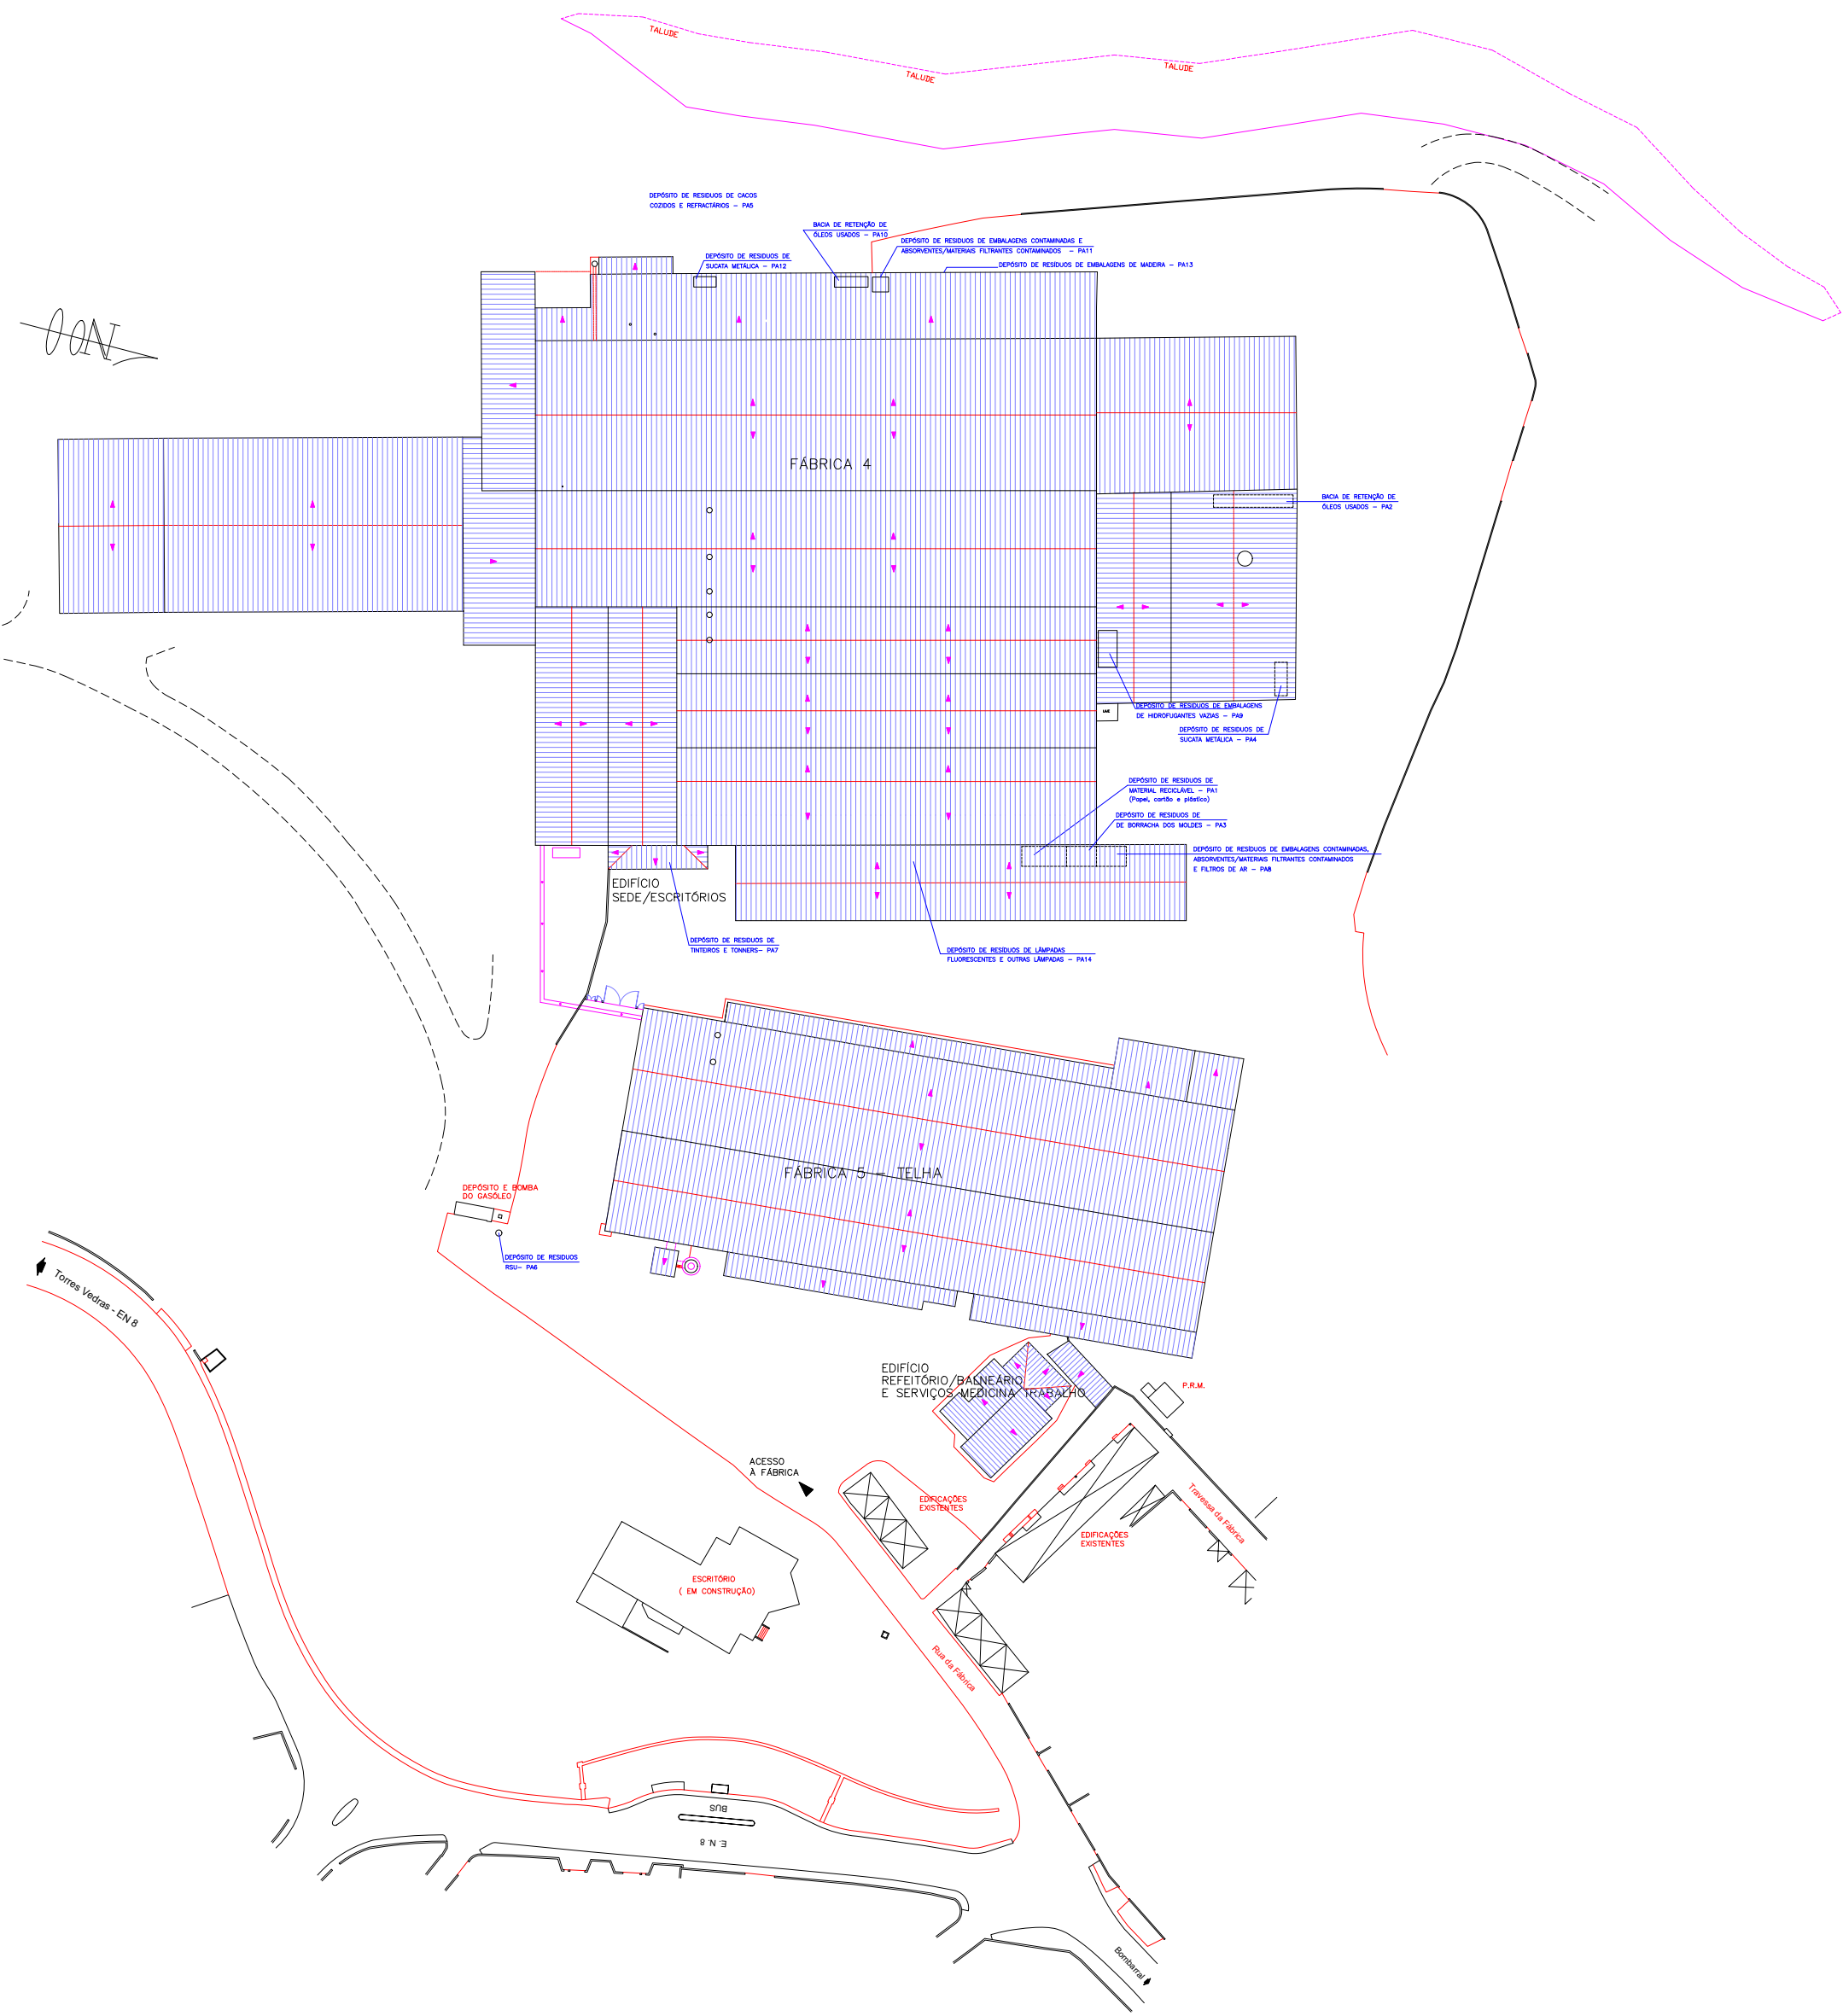 TALUDE
TALUDE
TALUDE
DEPÓSITO DE RESIDUOS DE CACOS
COZIDOS E REFRACTÁRIOS - PA5
BACIA DE RETENÇÃO DE
ÓLEOS USADOS - PA10
DEPÓSITO DE RESIDUOS DE EMBALAGENS CONTAMINADAS E
ABSORVENTES/MATERIAIS FILTRANTES CONTAMINADOS - PA11
DEPÓSITO DE RESIDUOS DE
SUCATA METÁLICA - PA12
DEPÓSITO DE RESÍDUOS DE EMBALAGENS DE MADEIRA - PA13
N
FÁBRICA 4
BACIA DE RETENÇÃO DE
ÓLEOS USADOS - PA2
DEPÓSITO DE RESIDUOS DE EMBALAGENS
DE HIDROFUGANTES VAZIAS - PA9
DEPÓSITO DE RESIDUOS DE
SUCATA METÁLICA - PA4
DEPÓSITO DE RESIDUOS DE
MATERIAL RECICLÁVEL - PA1
(Papel, cartão e plástico)
DEPÓSITO DE RESIDUOS DE
DE BORRACHA DOS MOLDES - PA3
DEPÓSITO DE RESÍDUOS DE EMBALAGENS CONTAMINADAS,
ABSORVENTES/MATERIAIS FILTRANTES CONTAMINADOS
E FILTROS DE AR - PA8
EDIFÍCIO
SEDE/ESCRITÓRIOS
DEPÓSITO DE RESIDUOS DE
TINTEIROS E TONNERS- PA7
DEPÓSITO DE RESÍDUOS DE LÂMPADAS
FLUORESCENTES E OUTRAS LÂMPADAS - PA14
FÁBRICA 5 - TELHA
DEPÓSITO E BOMBA
DO GASÓLEO
DEPÓSITO DE RESIDUOS
RSU- PA6
Torres Vedras - EN 8
EDIFÍCIO
REFEITÓRIO/BALNEÁRIO
E SERVIÇOS MEDICINA TRABALHO
P.R.M.
ACESSO
À FÁBRICA
EDIFICAÇÕES
EXISTENTES
Travessa da Fábrica
EDIFICAÇÕES
EXISTENTES
ESCRITÓRIO
( EM CONSTRUÇÃO)
Rua da Fábrica
BUS
E. N. 8
Bombarral